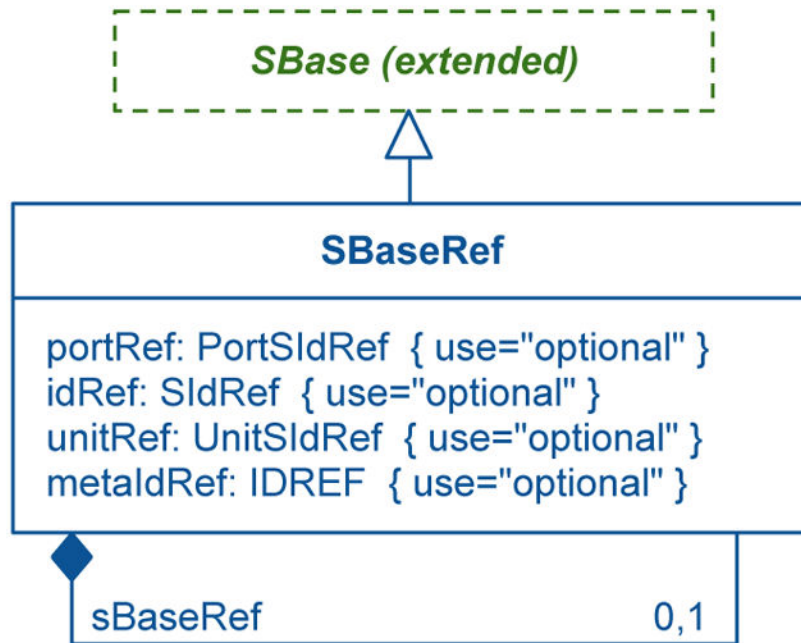 SBase (extended)
SBaseRef
portRef: PortSIdRef { use="optional" }
idRef: SIdRef { use="optional" }
unitRef: UnitSIdRef { use="optional" }
metaIdRef: IDREF { use="optional" }
sBaseRef 0,1